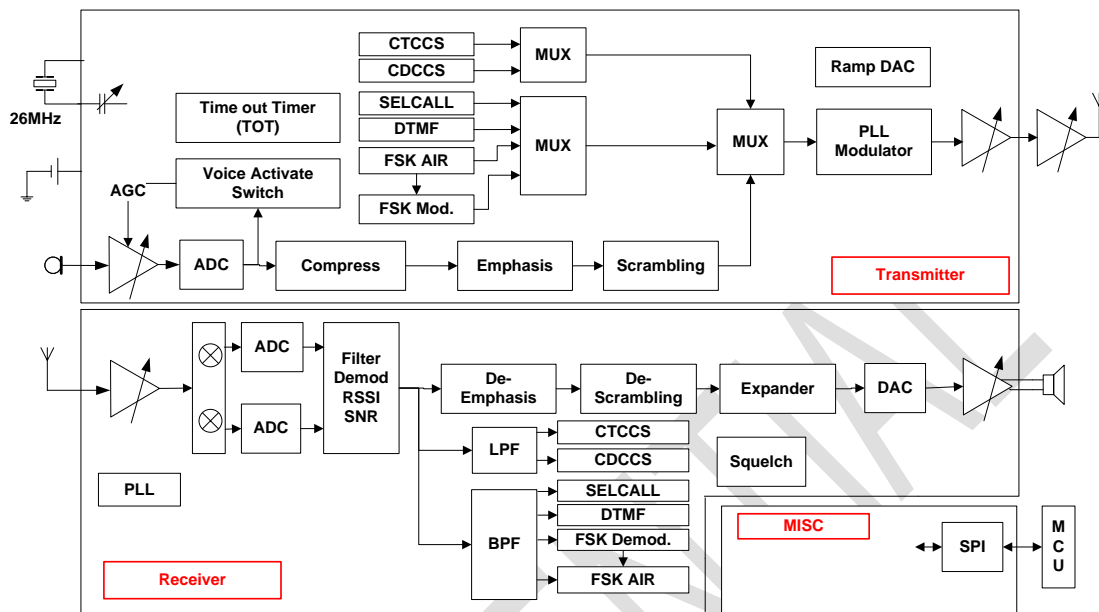 CTCCS
CDCCS
MUX
Ramp DAC
26MHz
Time out Timer
(TOT)
SELCALL
DTMF
FSK AIR
FSK Mod.
MUX
MUX
PLL
Modulator
AGC
Voice Activate
Switch
ADC
Compress
Emphasis
Scrambling
Transmitter
ADC
ADC
Filter
Demod
RSSI
SNR
De-
Emphasis
De-
Scrambling
Expander
DAC
LPF
CTCCS
CDCCS
Squelch
PLL
BPF
SELCALL
DTMF
FSK Demod.
FSK AIR
Receiver
MISC
SPI
M
C
U